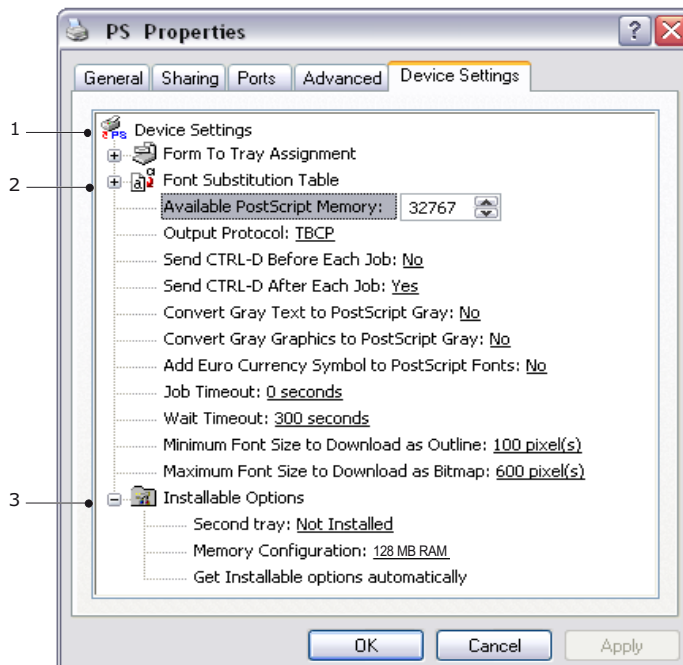 PS Properties
General Sharing Ports Advanced Device Settings
1 Device Settings
Form To Tray Assignment
2 Font Substitution Table
Available PostScript Memory: 32767
Output Protocol: TBCP
Send CTRL-D Before Each Job: No
Send CTRL-D After Each Job: Yes
Convert Gray Text to PostScript Gray: No
Convert Gray Graphics to PostScript Gray: No
Add Euro Currency Symbol to PostScript Fonts: No
Job Timeout: 0 seconds
Wait Timeout: 300 seconds
Minimum Font Size to Download as Outline: 100 pixel(s)
Maximum Font Size to Download as Bitmap: 600 pixel(s)
3 Installable Options
Second tray: Not Installed
Memory Configuration: 128 MB RAM
Get Installable options automatically
OK Cancel Apply